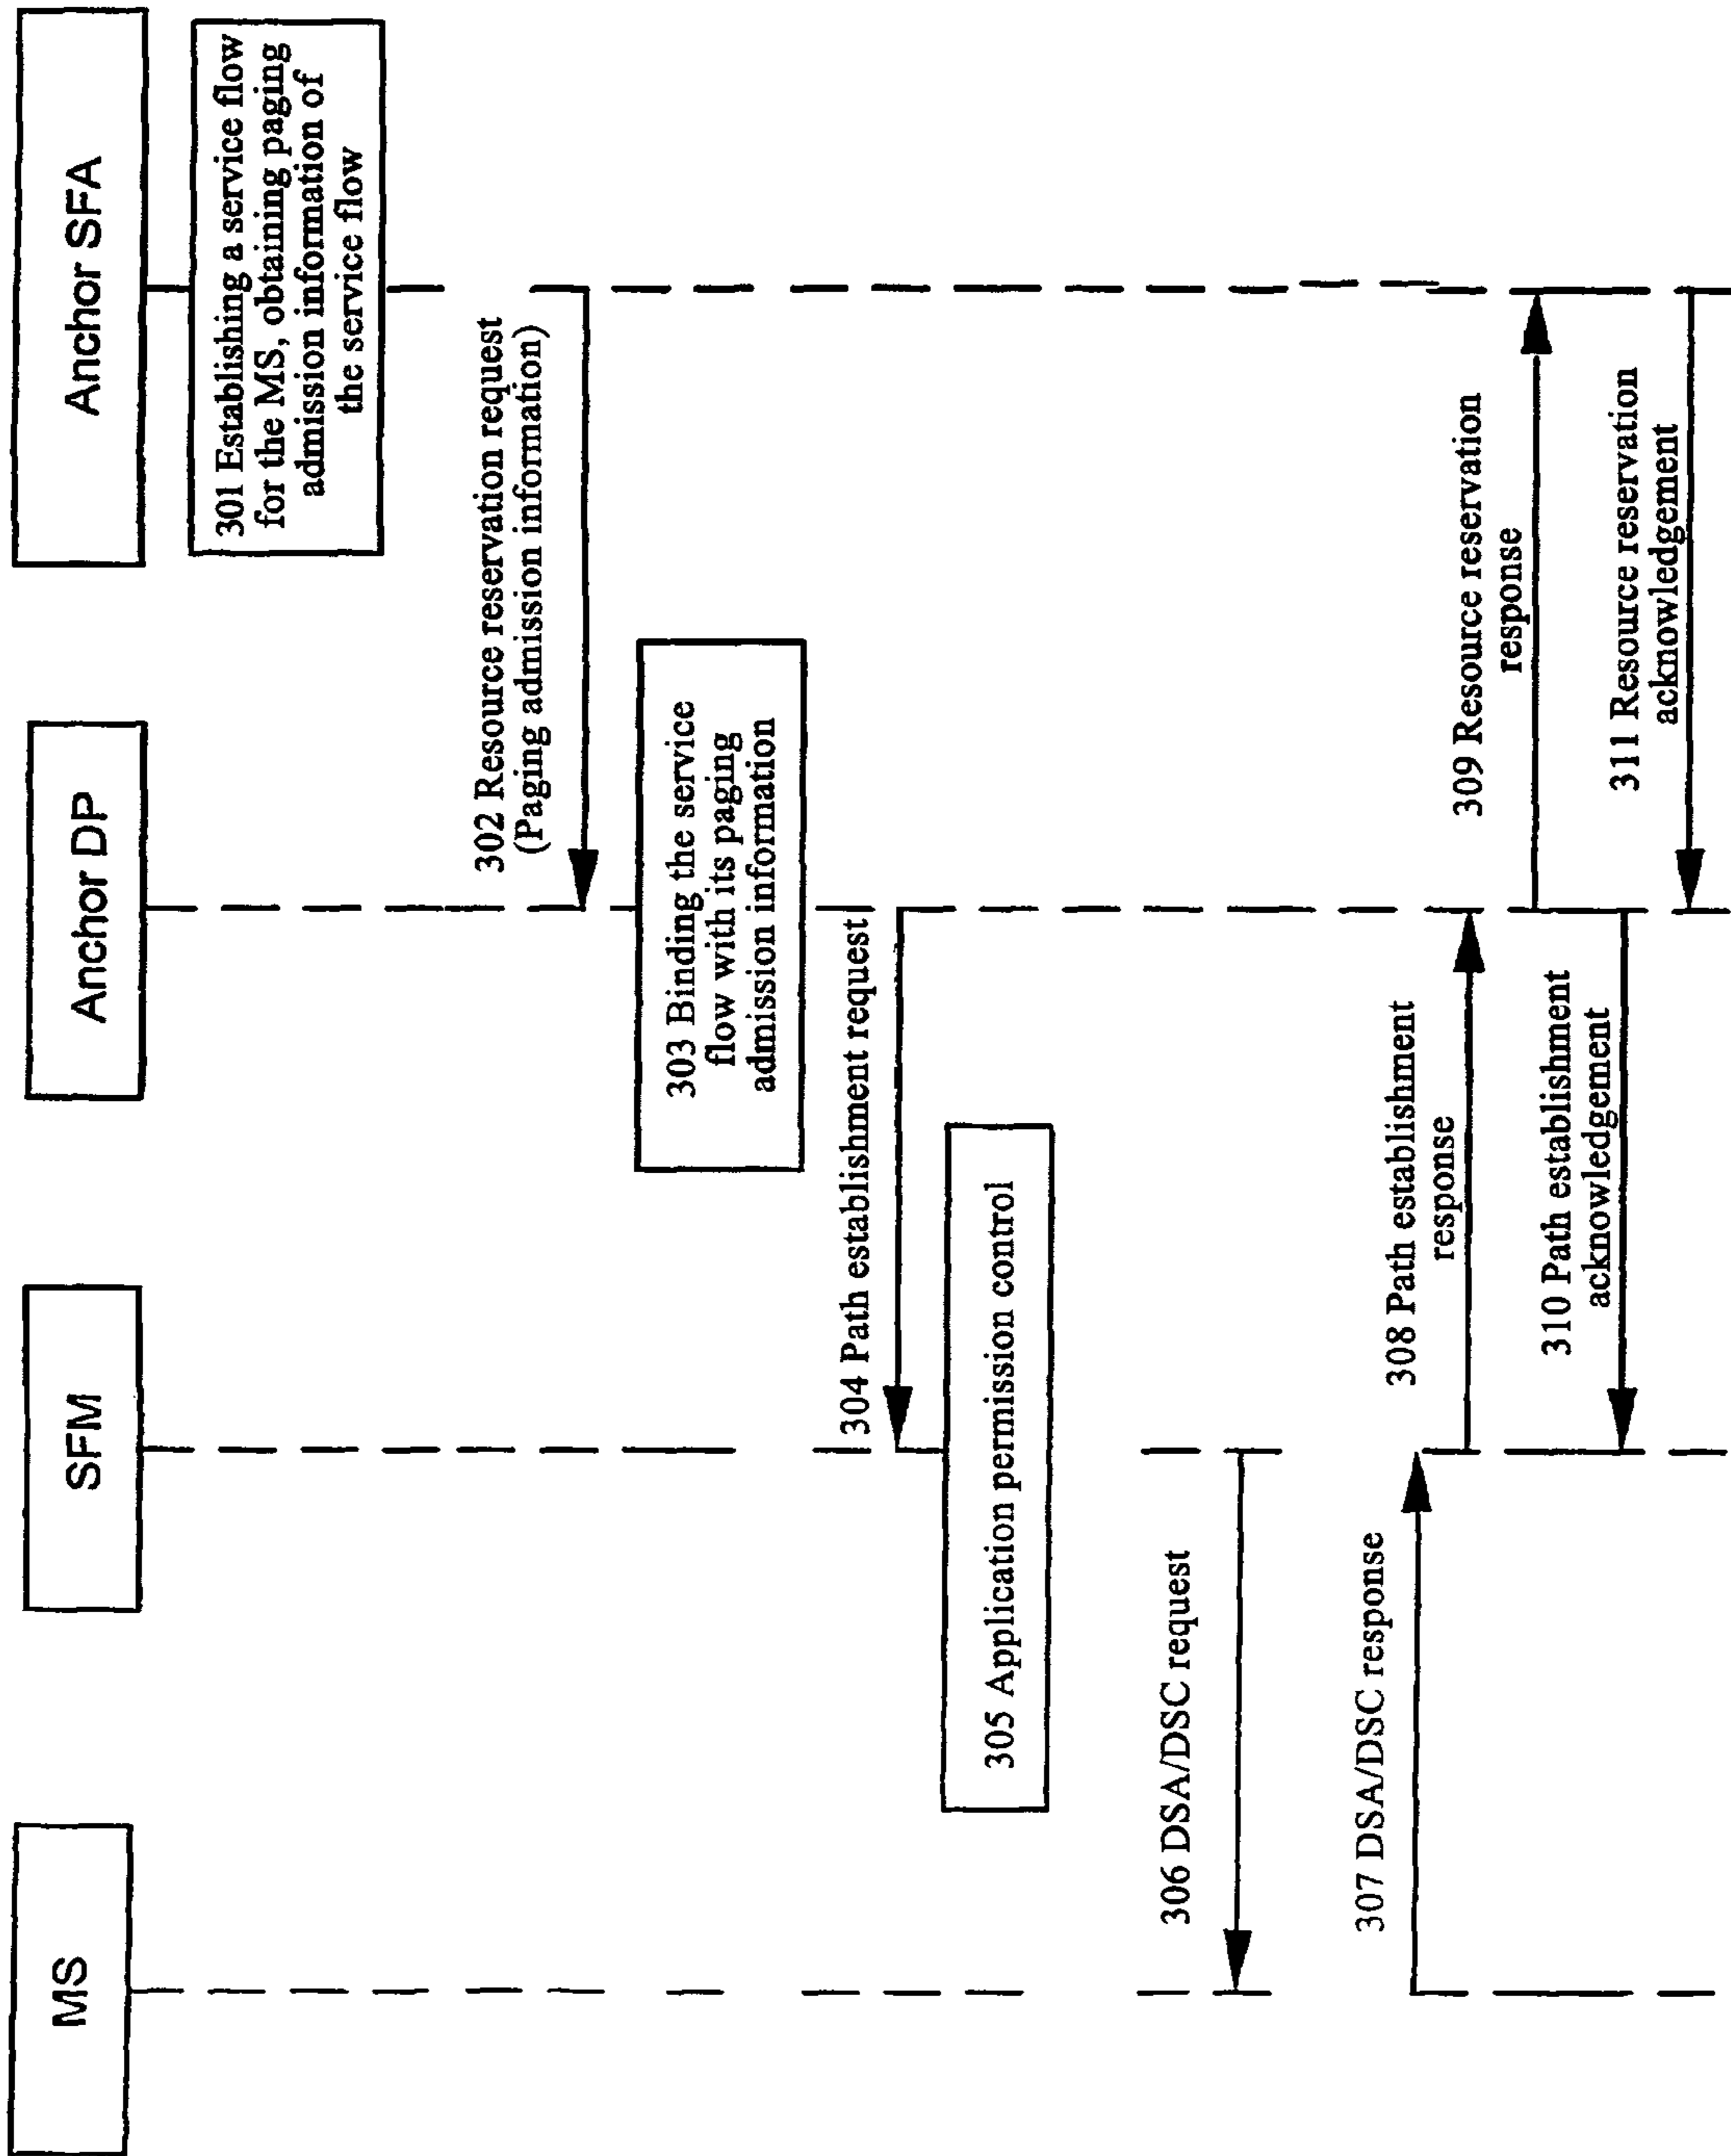 MS
SFM
Anchor DP
Anchor SFA
301 Establishing a service flow
for the MS, obtaining paging
admission information of
the service flow
302 Resource reservation request
(Paging admission information)
303 Binding the service
flow with its paging
admission information
304 Path establishment request
305 Application permission control
306 DSA/DSC request
307 DSA/DSC response
308 Path establishment
response
309 Resource reservation
response
310 Path establishment
acknowledgement
311 Resource reservation
acknowledgement